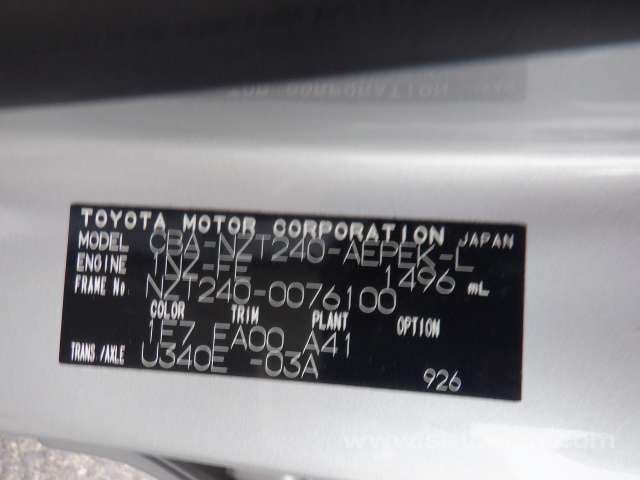 TOYOTA MOTOR CORPORATION JAPAN
MODEL CBA-NZT240-AEPEK-L
ENGINE 1NZ-FE 1496 mL
FRAME No. NZT240-0076100
COLOR TRIM PLANT OPTION
1E7 EA00 A41
TRANS/AXLE U340E -03A
926